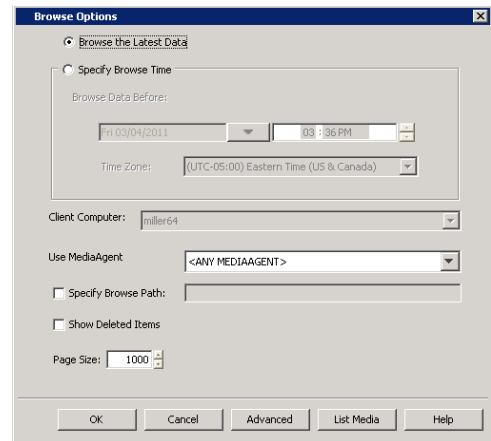 Browse Options
Browse the Latest Data
Specify Browse Time
Browse Data Before:
Fri 03/04/2011 03 : 36 PM
Time Zone: (UTC-05:00) Eastern Time (US & Canada)
Client Computer: miller64
Use MediaAgent <ANY MEDIAAGENT>
Specify Browse Path:
Show Deleted Items
Page Size: 1000
OK Cancel Advanced List Media Help